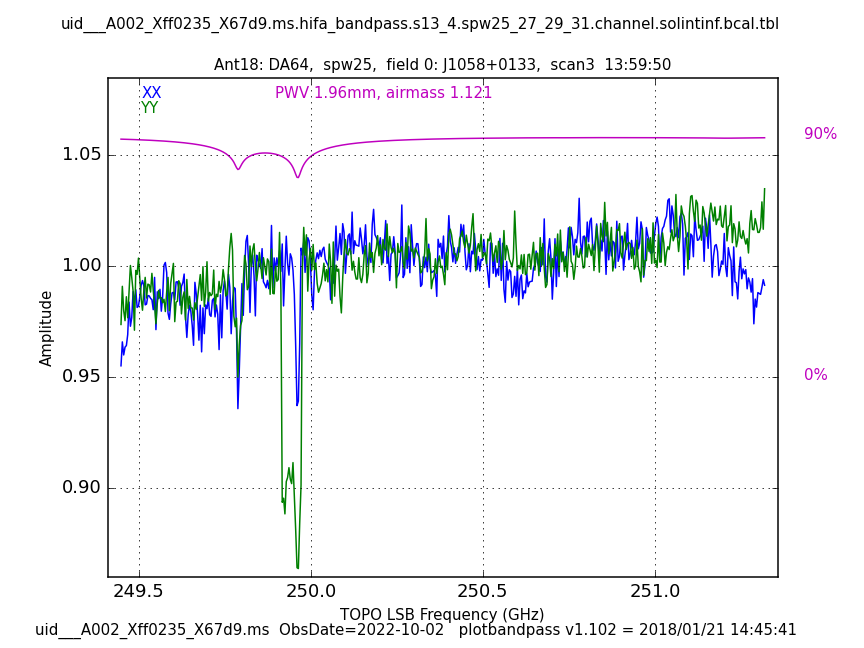 uid___A002_Xff0235_X67d9.ms.hifa_bandpass.s13_4.spw25_27_29_31.channel.solintinf.bcal.tbl
Ant18: DA64,  spw25,  field 0: J1058+0133,  scan3  13:59:50
XX
PWV 1.96mm, airmass 1.121
YY
90%
1.05
1.00
0.95
0%
0.90
Amplitude
249.5 250.0 250.5 251.0
TOPO LSB Frequency (GHz)
uid___A002_Xff0235_X67d9.ms  ObsDate=2022-10-02   plotbandpass v1.102 = 2018/01/21 14:45:41